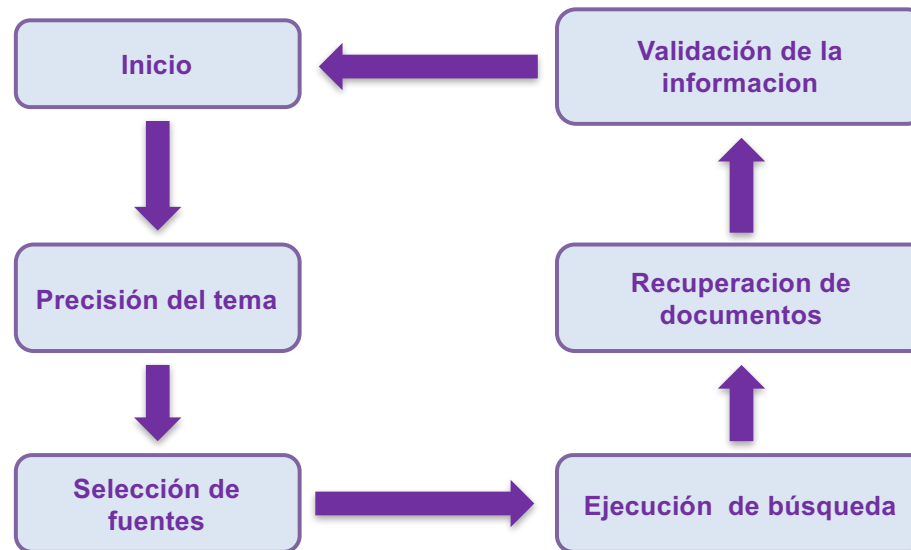 Inicio
Precisión del tema
Selección de
fuentes
Ejecución  de búsqueda
Recuperacion de
documentos
Validación de la
informacion